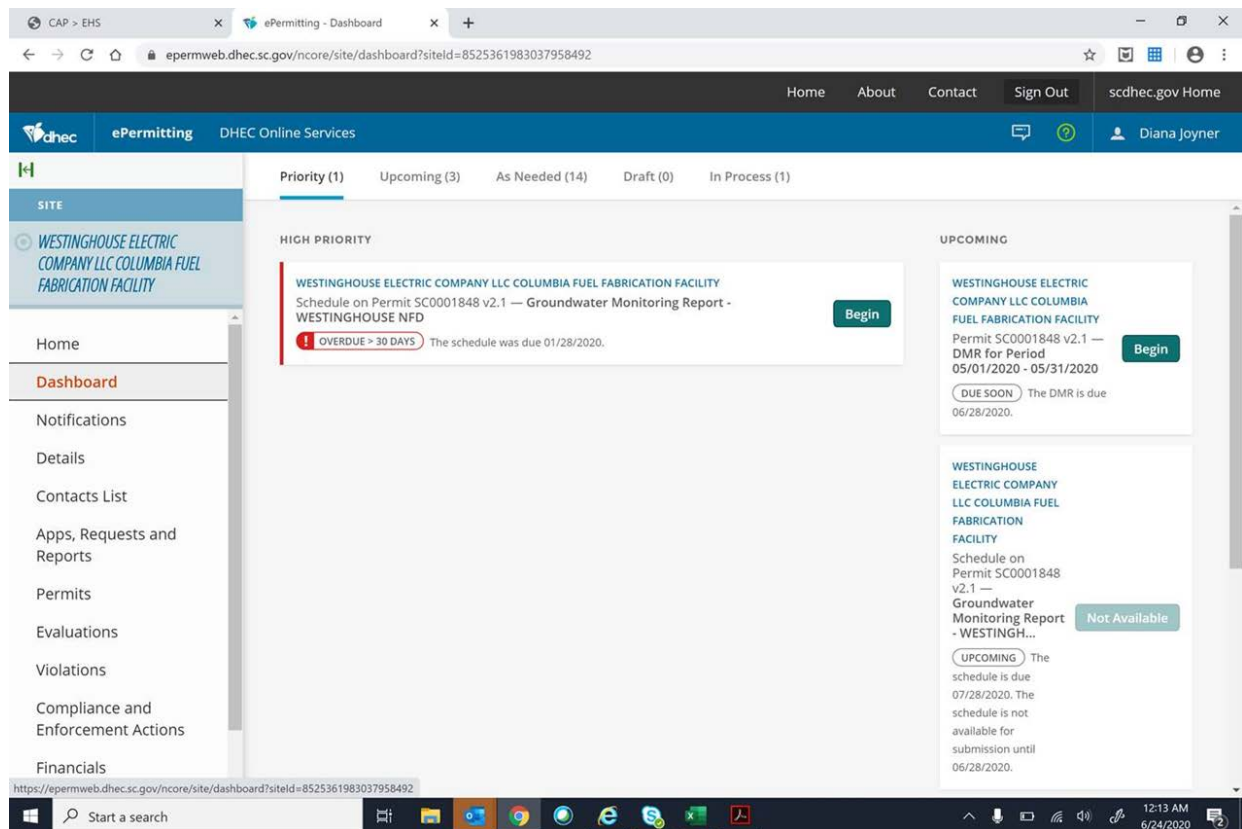 CAP > EHS
ePermitting - Dashboard
epermweb.dhec.sc.gov/ncore/site/dashboard?siteId=8525361983037958492
Home About Contact Sign Out scdhec.gov Home
dhec ePermitting DHEC Online Services Diana Joyner
SITE
WESTINGHOUSE ELECTRIC
COMPANY LLC COLUMBIA FUEL
FABRICATION FACILITY
Home
Dashboard
Notifications
Details
Contacts List
Apps, Requests and
Reports
Permits
Evaluations
Violations
Compliance and
Enforcement Actions
Financials
Priority (1) Upcoming (3) As Needed (14) Draft (0) In Process (1)
HIGH PRIORITY
WESTINGHOUSE ELECTRIC COMPANY LLC COLUMBIA FUEL FABRICATION FACILITY
Schedule on Permit SC0001848 v2.1 — Groundwater Monitoring Report -
WESTINGHOUSE NFD
! OVERDUE > 30 DAYS The schedule was due 01/28/2020.
Begin
UPCOMING
WESTINGHOUSE ELECTRIC
COMPANY LLC COLUMBIA
FUEL FABRICATION FACILITY
Permit SC0001848 v2.1 —
DMR for Period
05/01/2020 - 05/31/2020
DUE SOON The DMR is due
06/28/2020.
Begin
WESTINGHOUSE
ELECTRIC COMPANY
LLC COLUMBIA FUEL
FABRICATION
FACILITY
Schedule on
Permit SC0001848
v2.1 —
Groundwater
Monitoring Report
- WESTINGH...
UPCOMING The
schedule is due
07/28/2020. The
schedule is not
available for
submission until
06/28/2020.
Not Available
https://epermweb.dhec.sc.gov/ncore/site/dashboard?siteId=8525361983037958492
Start a search
12:13 AM
6/24/2020
2